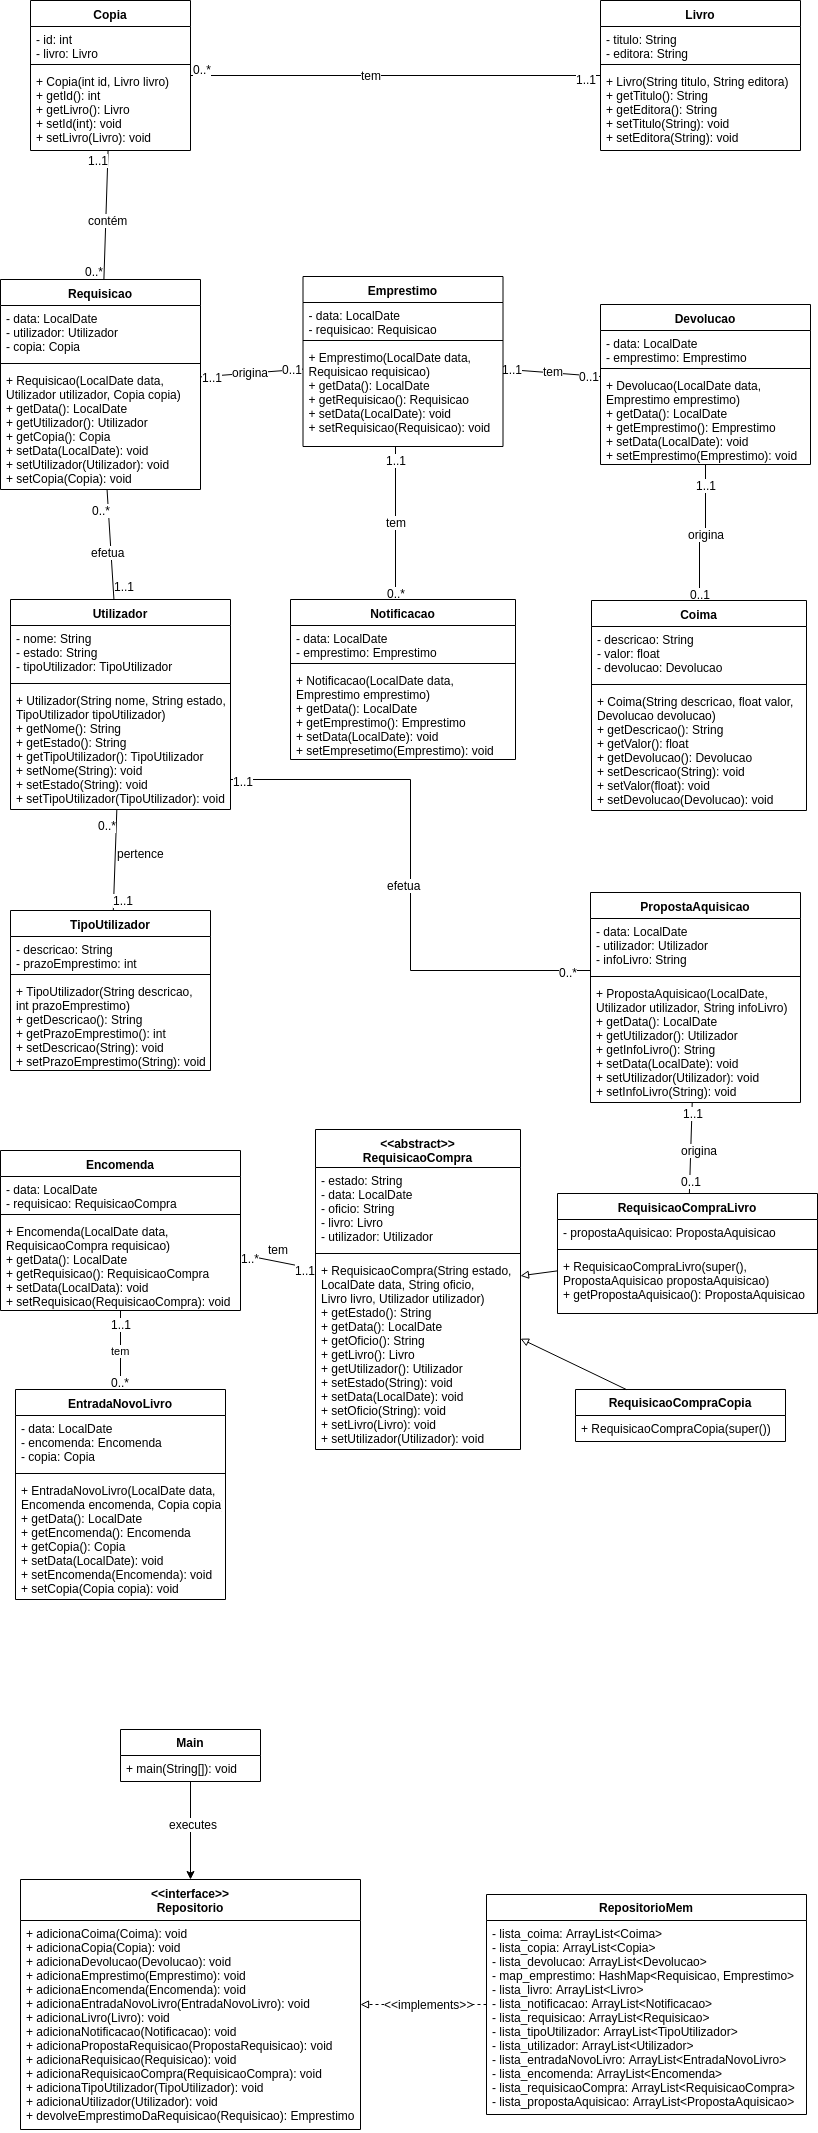 Copia
- id: int
- livro: Livro
+ Copia(int id, Livro livro)
+ getId(): int
+ getLivro(): Livro
+ setId(int): void
+ setLivro(Livro): void
0..*
tem
1..1
Livro
- titulo: String
- editora: String
+ Livro(String titulo, String editora)
+ getTitulo(): String
+ getEditora(): String
+ setTitulo(String): void
+ setEditora(String): void
1..1
contém
0..*
Requisicao
- data: LocalDate
- utilizador: Utilizador
- copia: Copia
+ Requisicao(LocalDate data,
Utilizador utilizador, Copia copia)
+ getData(): LocalDate
+ getUtilizador(): Utilizador
+ getCopia(): Copia
+ setData(LocalDate): void
+ setUtilizador(Utilizador): void
+ setCopia(Copia): void
1..1
origina
0..1
Emprestimo
- data: LocalDate
- requisicao: Requisicao
+ Emprestimo(LocalDate data,
Requisicao requisicao)
+ getData(): LocalDate
+ getRequisicao(): Requisicao
+ setData(LocalDate): void
+ setRequisicao(Requisicao): void
1..1
tem
0..1
Devolucao
- data: LocalDate
- emprestimo: Emprestimo
+ Devolucao(LocalDate data,
Emprestimo emprestimo)
+ getData(): LocalDate
+ getEmprestimo(): Emprestimo
+ setData(LocalDate): void
+ setEmprestimo(Emprestimo): void
0..*
efetua
1..1
1..1
tem
0..*
1..1
origina
0..1
Utilizador
- nome: String
- estado: String
- tipoUtilizador: TipoUtilizador
+ Utilizador(String nome, String estado,
TipoUtilizador tipoUtilizador)
+ getNome(): String
+ getEstado(): String
+ getTipoUtilizador(): TipoUtilizador
+ setNome(String): void
+ setEstado(String): void
+ setTipoUtilizador(TipoUtilizador): void
Notificacao
- data: LocalDate
- emprestimo: Emprestimo
+ Notificacao(LocalDate data,
Emprestimo emprestimo)
+ getData(): LocalDate
+ getEmprestimo(): Emprestimo
+ setData(LocalDate): void
+ setEmpresetimo(Emprestimo): void
Coima
- descricao: String
- valor: float
- devolucao: Devolucao
+ Coima(String descricao, float valor,
Devolucao devolucao)
+ getDescricao(): String
+ getValor(): float
+ getDevolucao(): Devolucao
+ setDescricao(String): void
+ setValor(float): void
+ setDevolucao(Devolucao): void
1..1
efetua
0..*
0..*
pertence
1..1
TipoUtilizador
- descricao: String
- prazoEmprestimo: int
+ TipoUtilizador(String descricao,
int prazoEmprestimo)
+ getDescricao(): String
+ getPrazoEmprestimo(): int
+ setDescricao(String): void
+ setPrazoEmprestimo(String): void
PropostaAquisicao
- data: LocalDate
- utilizador: Utilizador
- infoLivro: String
+ PropostaAquisicao(LocalDate,
Utilizador utilizador, String infoLivro)
+ getData(): LocalDate
+ getUtilizador(): Utilizador
+ getInfoLivro(): String
+ setData(LocalDate): void
+ setUtilizador(Utilizador): void
+ setInfoLivro(String): void
1..1
origina
0..1
Encomenda
- data: LocalDate
- requisicao: RequisicaoCompra
+ Encomenda(LocalDate data,
RequisicaoCompra requisicao)
+ getData(): LocalDate
+ getRequisicao(): RequisicaoCompra
+ setData(LocalData): void
+ setRequisicao(RequisicaoCompra): void
1..*
tem
1..1
<<abstract>>
RequisicaoCompra
- estado: String
- data: LocalDate
- oficio: String
- livro: Livro
- utilizador: Utilizador
+ RequisicaoCompra(String estado,
LocalDate data, String oficio,
Livro livro, Utilizador utilizador)
+ getEstado(): String
+ getData(): LocalDate
+ getOficio(): String
+ getLivro(): Livro
+ getUtilizador(): Utilizador
+ setEstado(String): void
+ setData(LocalDate): void
+ setOficio(String): void
+ setLivro(Livro): void
+ setUtilizador(Utilizador): void
RequisicaoCompraLivro
- propostaAquisicao: PropostaAquisicao
+ RequisicaoCompraLivro(super(),
PropostaAquisicao propostaAquisicao)
+ getPropostaAquisicao(): PropostaAquisicao
RequisicaoCompraCopia
+ RequisicaoCompraCopia(super())
1..1
tem
0..*
EntradaNovoLivro
- data: LocalDate
- encomenda: Encomenda
- copia: Copia
+ EntradaNovoLivro(LocalDate data,
Encomenda encomenda, Copia copia
+ getData(): LocalDate
+ getEncomenda(): Encomenda
+ getCopia(): Copia
+ setData(LocalDate): void
+ setEncomenda(Encomenda): void
+ setCopia(Copia copia): void
Main
+ main(String[]): void
executes
<<interface>>
Repositorio
+ adicionaCoima(Coima): void
+ adicionaCopia(Copia): void
+ adicionaDevolucao(Devolucao): void
+ adicionaEmprestimo(Emprestimo): void
+ adicionaEncomenda(Encomenda): void
+ adicionaEntradaNovoLivro(EntradaNovoLivro): void
+ adicionaLivro(Livro): void
+ adicionaNotificacao(Notificacao): void
+ adicionaPropostaRequisicao(PropostaRequisicao): void
+ adicionaRequisicao(Requisicao): void
+ adicionaRequisicaoCompra(RequisicaoCompra): void
+ adicionaTipoUtilizador(TipoUtilizador): void
+ adicionaUtilizador(Utilizador): void
+ devolveEmprestimoDaRequisicao(Requisicao): Emprestimo
<<implements>>
RepositorioMem
- lista_coima: ArrayList<Coima>
- lista_copia: ArrayList<Copia>
- lista_devolucao: ArrayList<Devolucao>
- map_emprestimo: HashMap<Requisicao, Emprestimo>
- lista_livro: ArrayList<Livro>
- lista_notificacao: ArrayList<Notificacao>
- lista_requisicao: ArrayList<Requisicao>
- lista_tipoUtilizador: ArrayList<TipoUtilizador>
- lista_utilizador: ArrayList<Utilizador>
- lista_entradaNovoLivro: ArrayList<EntradaNovoLivro>
- lista_encomenda: ArrayList<Encomenda>
- lista_requisicaoCompra: ArrayList<RequisicaoCompra>
- lista_propostaAquisicao: ArrayList<PropostaAquisicao>